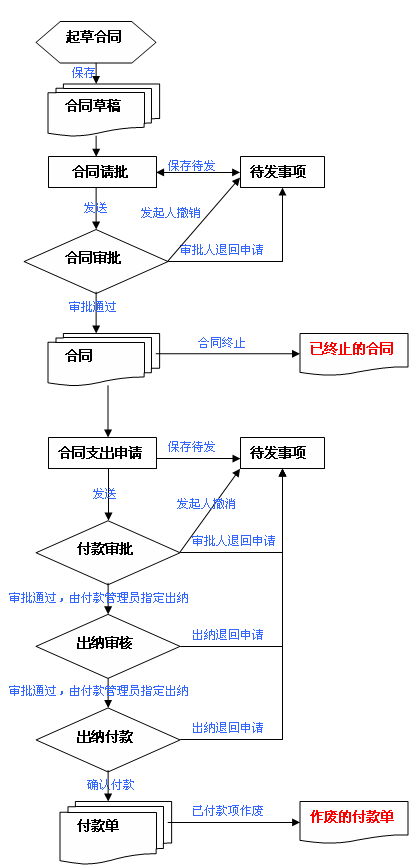 起草合同
保存
合同草稿
合同请批
保存待发
待发事项
发送
发起人撤销
合同审批
审批人退回申请
审批通过
合同
合同终止
已终止的合同
合同支出申请
保存待发
待发事项
发送
发起人撤消
付款审批
审批人退回申请
审批通过，由付款管理员指定出纳
出纳审核
出纳退回申请
审批通过，由付款管理员指定出纳
出纳付款
出纳退回申请
确认付款
付款单
已付款项作废
作废的付款单